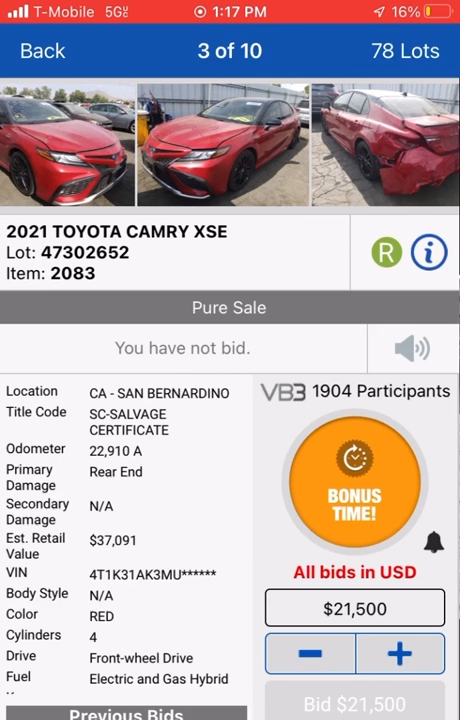 T-Mobile 5G 1:17 PM 16%
Back 3 of 10 78 Lots
2021 TOYOTA CAMRY XSE
Lot: 47302652
Item: 2083
R i
Pure Sale
You have not bid.
Location CA - SAN BERNARDINO
Title Code SC-SALVAGE
CERTIFICATE
Odometer 22,910 A
Primary
Damage Rear End
Secondary
Damage N/A
Est. Retail
Value $37,091
VIN 4T1K31AK3MU******
Body Style N/A
Color RED
Cylinders 4
Drive Front-wheel Drive
Fuel Electric and Gas Hybrid
Previous Bids
VB3 1904 Participants
BONUS
TIME!
All bids in USD
$21,500
Bid $21,500